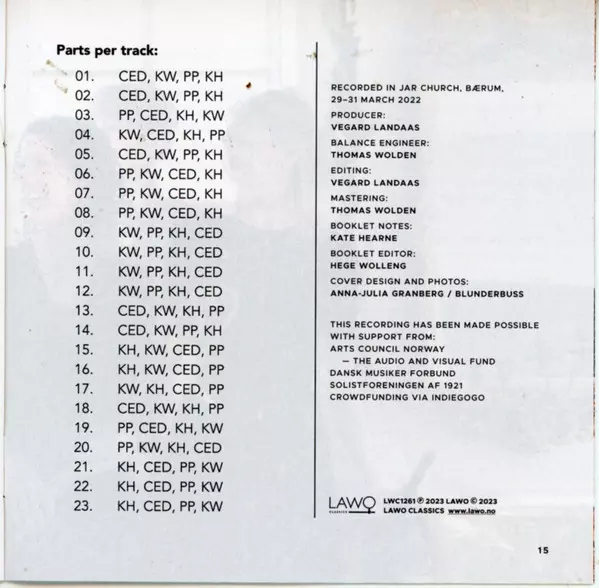 Parts per track:
01. CED, KW, PP, KH
02. CED, KW, PP, KH
03. PP, CED, KH, KW
04. KW, CED, KH, PP
05. CED, KW, PP, KH
06. PP, KW, CED, KH
07. PP, KW, CED, KH
08. PP, KW, CED, KH
09. KW, PP, KH, CED
10. KW, PP, KH, CED
11. KW, PP, KH, CED
12. KW, PP, KH, CED
13. CED, KW, KH, PP
14. CED, KW, PP, KH
15. KH, KW, CED, PP
16. KH, KW, CED, PP
17. KW, KH, CED, PP
18. CED, KW, KH, PP
19. PP, CED, KH, KW
20. PP, KW, KH, CED
21. KH, CED, PP, KW
22. KH, CED, PP, KW
23. KH, CED, PP, KW
RECORDED IN JAR CHURCH, BÆRUM,
29–31 MARCH 2022
PRODUCER:
VEGARD LANDAAS
BALANCE ENGINEER:
THOMAS WOLDEN
EDITING:
VEGARD LANDAAS
MASTERING:
THOMAS WOLDEN
BOOKLET NOTES:
KATE HEARNE
BOOKLET EDITOR:
HEGE WOLLENG
COVER DESIGN AND PHOTOS:
ANNA-JULIA GRANBERG / BLUNDERBUSS
THIS RECORDING HAS BEEN MADE POSSIBLE
WITH SUPPORT FROM:
ARTS COUNCIL NORWAY
– THE AUDIO AND VISUAL FUND
DANSK MUSIKER FORBUND
SOLISTFORENINGEN AF 1921
CROWDFUNDING VIA INDIEGOGO
LAWO
CLASSICS
LWC1261 ℗ 2023 LAWO © 2023
LAWO CLASSICS www.lawo.no
15